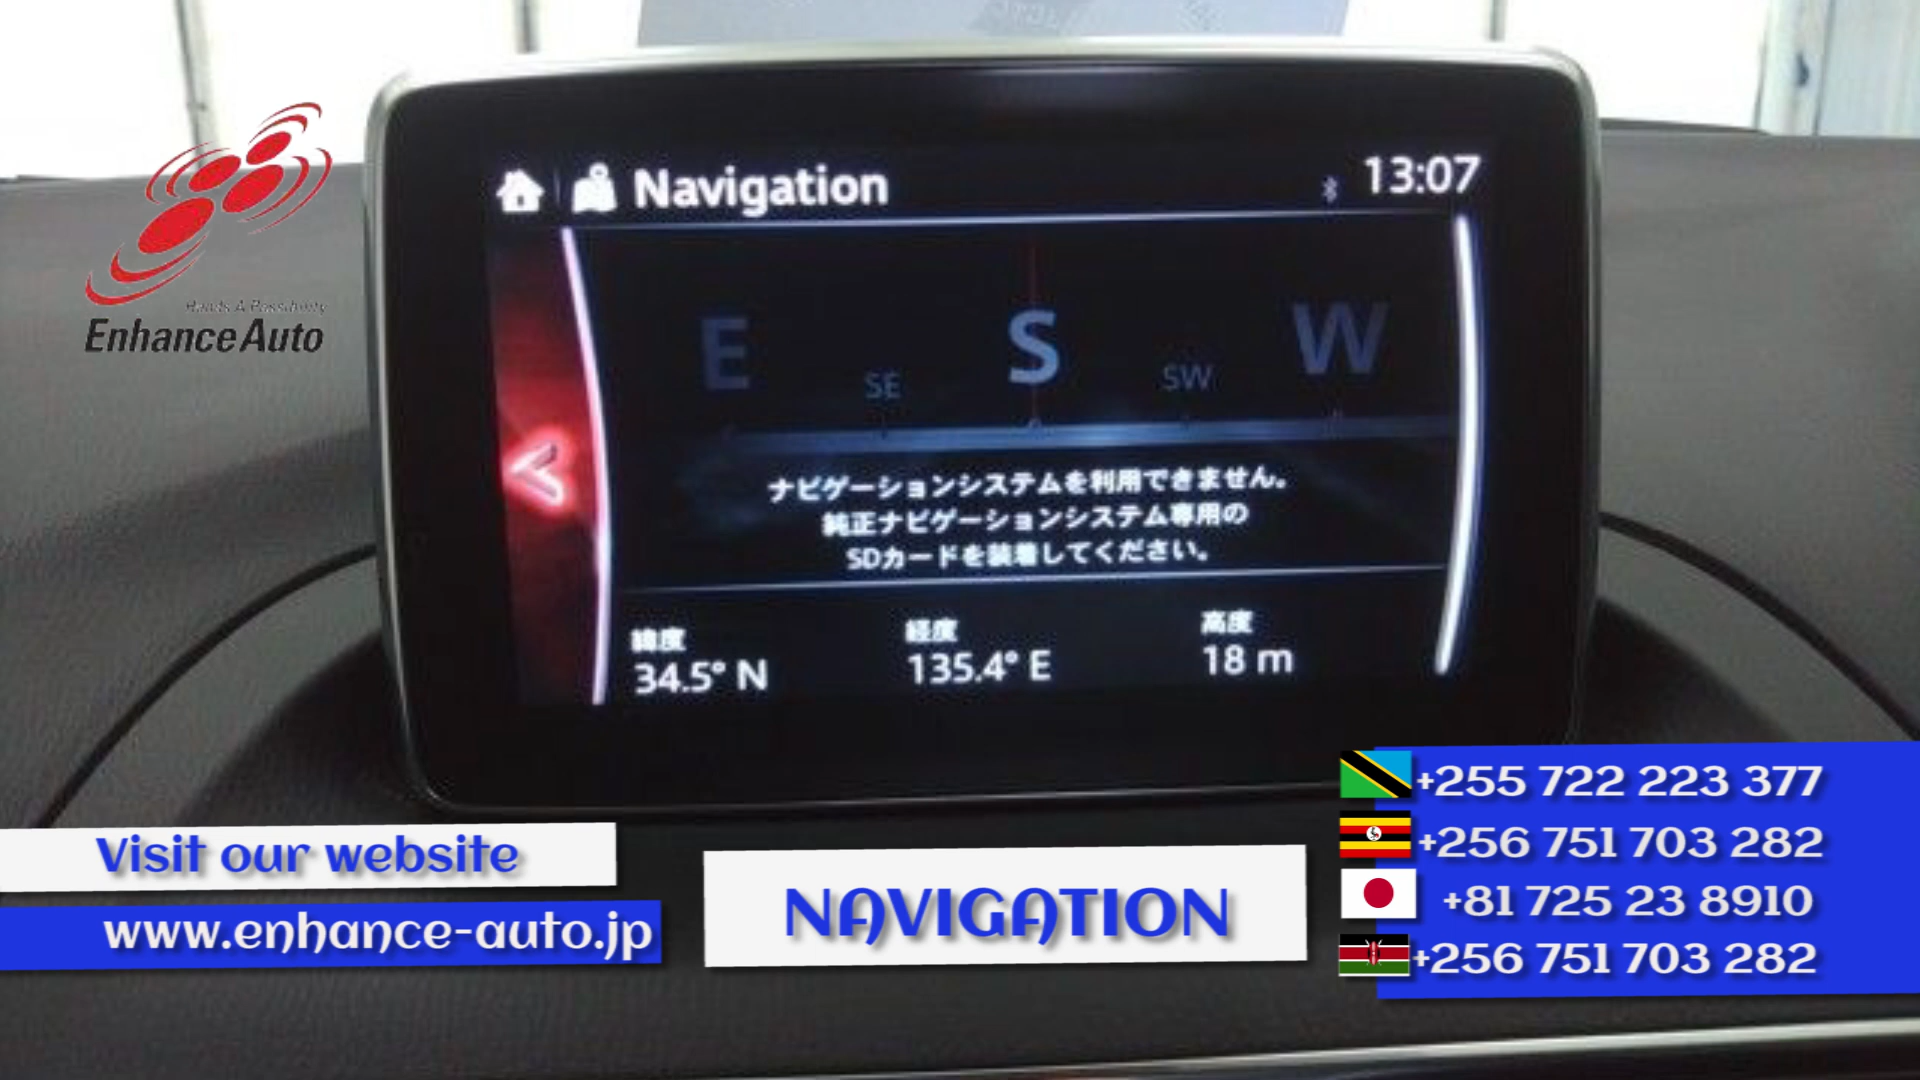 Navigation
13:07
E SE S SW W
ナビゲーションシステムを利用できません。
純正ナビゲーションシステム専用の
SDカードを装着してください。
緯度 経度 高度
34.5° N 135.4° E 18 m
Enhance Auto
Visit our website
www.enhance-auto.jp
NAVIGATION
+255 722 223 377
+256 751 703 282
+81 725 23 8910
+256 751 703 282